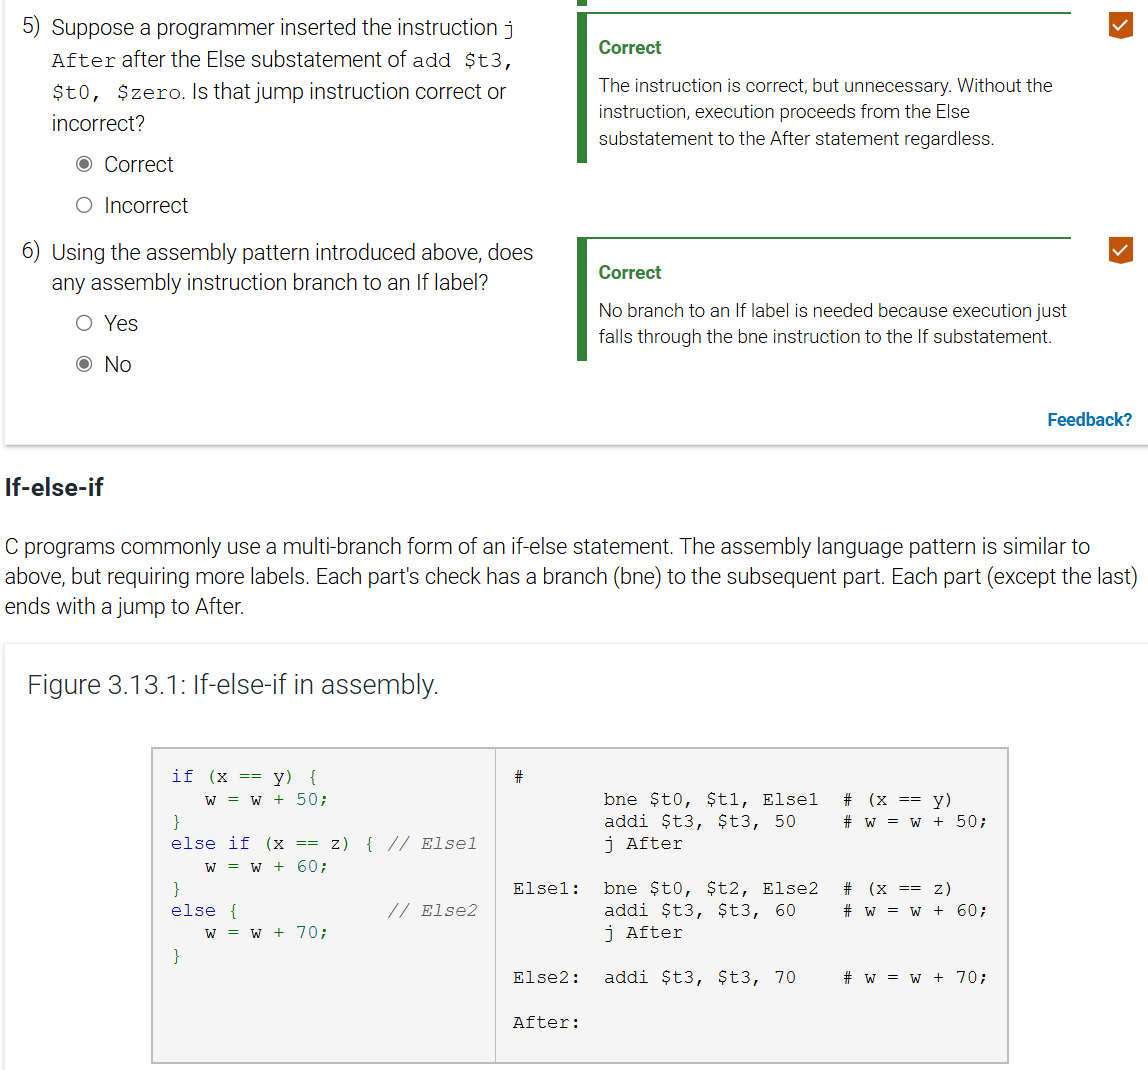 5) Suppose a programmer inserted the instruction j
After after the Else substatement of add $t3,
$t0, $zero. Is that jump instruction correct or
incorrect?
Correct
Incorrect
Correct
The instruction is correct, but unnecessary. Without the
instruction, execution proceeds from the Else
substatement to the After statement regardless.
6) Using the assembly pattern introduced above, does
any assembly instruction branch to an If label?
Yes
No
Correct
No branch to an If label is needed because execution just
falls through the bne instruction to the If substatement.
Feedback?
If-else-if
C programs commonly use a multi-branch form of an if-else statement. The assembly language pattern is similar to
above, but requiring more labels. Each part's check has a branch (bne) to the subsequent part. Each part (except the last)
ends with a jump to After.
Figure 3.13.1: If-else-if in assembly.
if (x == y) {
w = w + 50;
}
else if (x == z) { // Else1
w = w + 60;
}
else { // Else2
w = w + 70;
}
#
bne $t0, $t1, Else1 # (x == y)
addi $t3, $t3, 50 # w = w + 50;
j After
Else1: bne $t0, $t2, Else2 # (x == z)
addi $t3, $t3, 60 # w = w + 60;
j After
Else2: addi $t3, $t3, 70 # w = w + 70;
After: